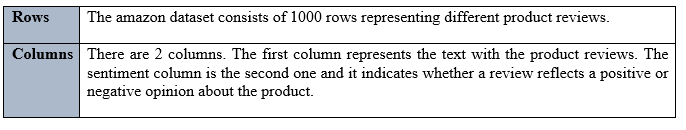 Rows The amazon dataset consists of 1000 rows representing different product reviews.
Columns There are 2 columns. The first column represents the text with the product reviews. The
sentiment column is the second one and it indicates whether a review reflects a positive or
negative opinion about the product.